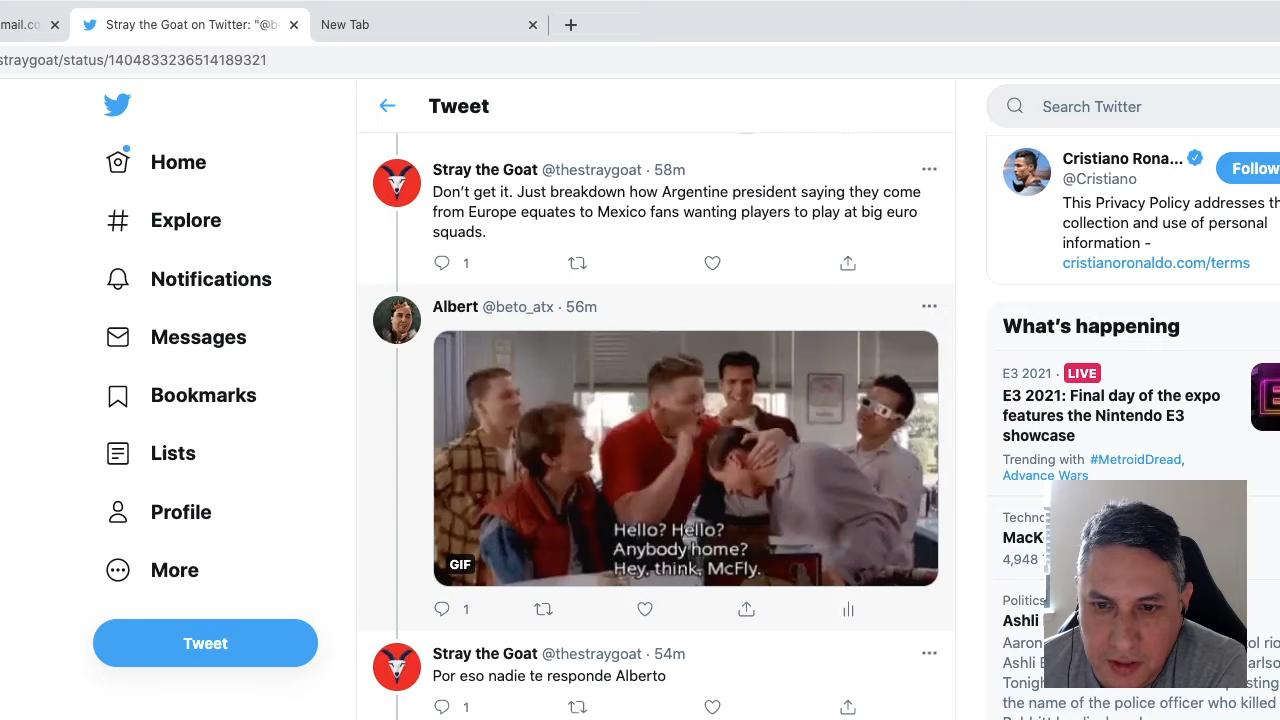 mail.co
Stray the Goat on Twitter: "@b
New Tab
straygoat/status/1404833236514189321
Home
Explore
Notifications
Messages
Bookmarks
Lists
Profile
More
Tweet
Tweet
Stray the Goat @thestraygoat · 58m
Don't get it. Just breakdown how Argentine president saying they come
from Europe equates to Mexico fans wanting players to play at big euro
squads.
1
Albert @beto_atx · 56m
Hello? Hello?
Anybody home?
Hey, think, McFly.
GIF
1
Stray the Goat @thestraygoat · 54m
Por eso nadie te responde Alberto
1
Search Twitter
Cristiano Rona...
@Cristiano
Follow
This Privacy Policy addresses th
collection and use of personal
information -
cristianoronaldo.com/terms
What's happening
E3 2021 · LIVE
E3 2021: Final day of the expo
features the Nintendo E3
showcase
Trending with #MetroidDread,
Advance Wars
Techno
MacK
4,948
Politics
Ashli
Aaron
Ashli
Tonigh
the name of the police officer who killed